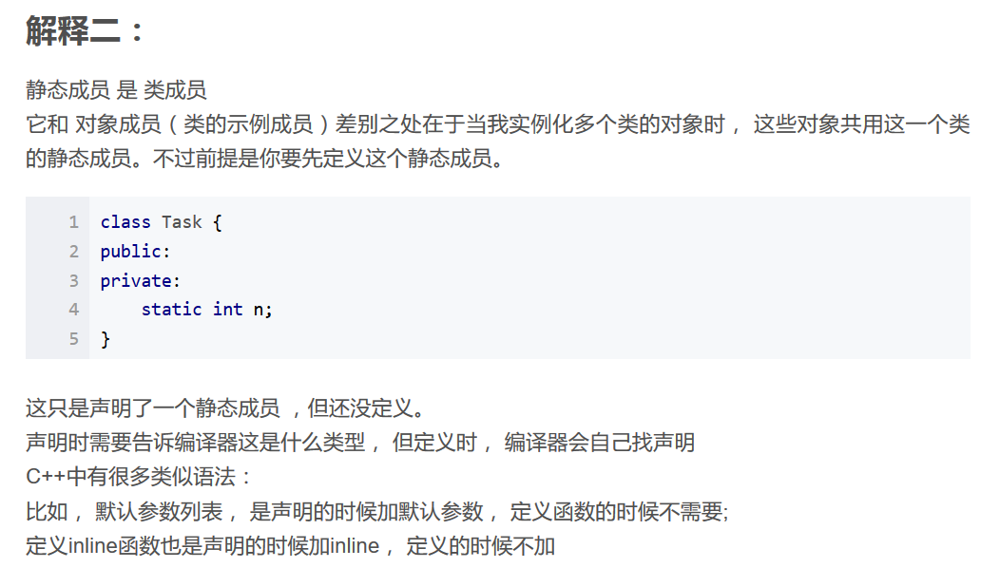 解释二：
静态成员 是 类成员
它和 对象成员（类的示例成员）差别之处在于当我实例化多个类的对象时， 这些对象共用这一个类
的静态成员。不过前提是你要先定义这个静态成员。
1 class Task {
2 public:
3 private:
4     static int n;
5 }
这只是声明了一个静态成员 ，但还没定义。
声明时需要告诉编译器这是什么类型， 但定义时， 编译器会自己找声明
C++中有很多类似语法：
比如， 默认参数列表， 是声明的时候加默认参数， 定义函数的时候不需要;
定义inline函数也是声明的时候加inline， 定义的时候不加